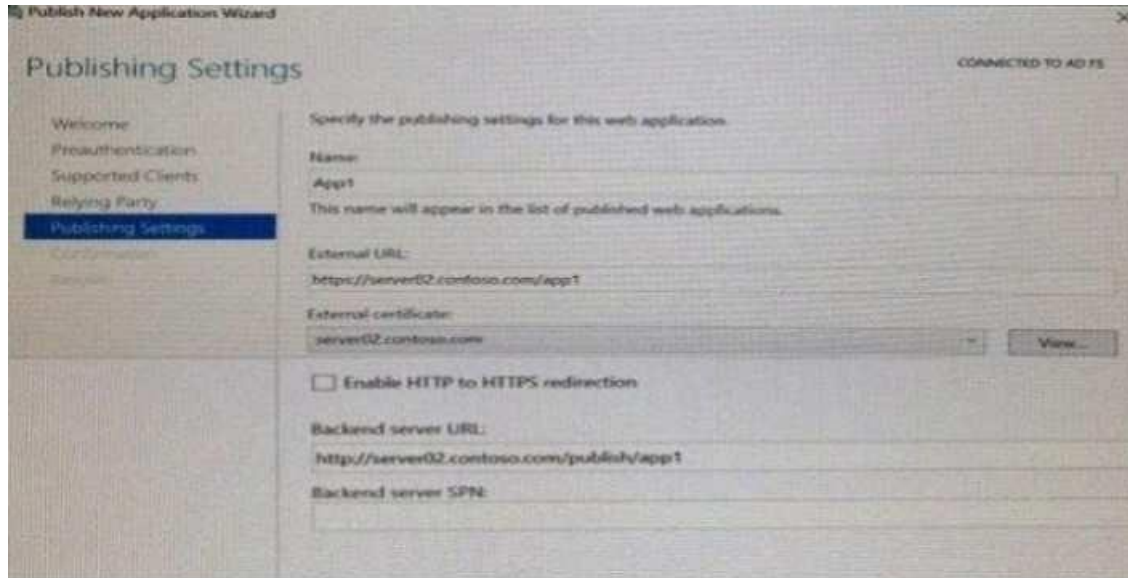 Publish New Application Wizard
Publishing Settings
CONNECTED TO AD FS
Welcome
Preauthentication
Supported Clients
Relying Party
Publishing Settings
Confirmation
Results
Specify the publishing settings for this web application.
Name:
App1
This name will appear in the list of published web applications.
External URL:
https://server02.contoso.com/app1
External certificate:
server02.contoso.com
View...
Enable HTTP to HTTPS redirection
Backend server URL:
http://server02.contoso.com/publish/app1
Backend server SPN: